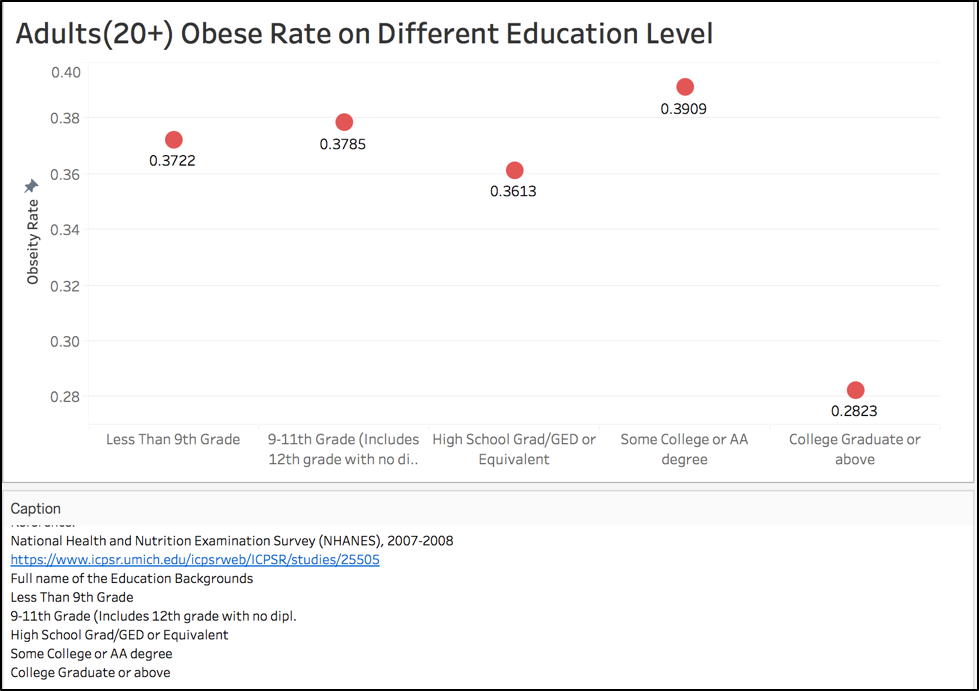 Adults(20+) Obese Rate on Different Education Level
0.40
0.38
0.36
0.34
0.32
0.30
0.28
Obseity Rate
0.3722
0.3785
0.3613
0.3909
0.2823
Less Than 9th Grade
9-11th Grade (Includes
12th grade with no di..
High School Grad/GED or
Equivalent
Some College or AA
degree
College Graduate or
above
Caption
Reference:
National Health and Nutrition Examination Survey (NHANES), 2007-2008
https://www.icpsr.umich.edu/icpsrweb/ICPSR/studies/25505
Full name of the Education Backgrounds
Less Than 9th Grade
9-11th Grade (Includes 12th grade with no dipl.
High School Grad/GED or Equivalent
Some College or AA degree
College Graduate or above